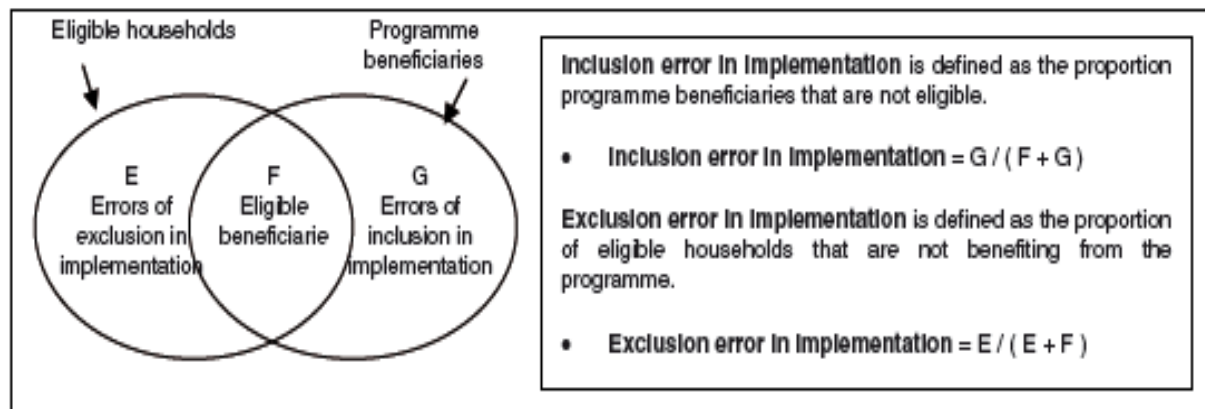 Eligible households
Programme
beneficiaries
E
Errors of
exclusion in
implementation
F
Eligible
beneficiarie
G
Errors of
inclusion in
implementation
Inclusion error in implementation is defined as the proportion
programme beneficiaries that are not eligible.
• Inclusion error in implementation = G / ( F + G )
Exclusion error in implementation is defined as the proportion
of eligible households that are not benefiting from the
programme.
• Exclusion error in implementation = E / ( E + F )